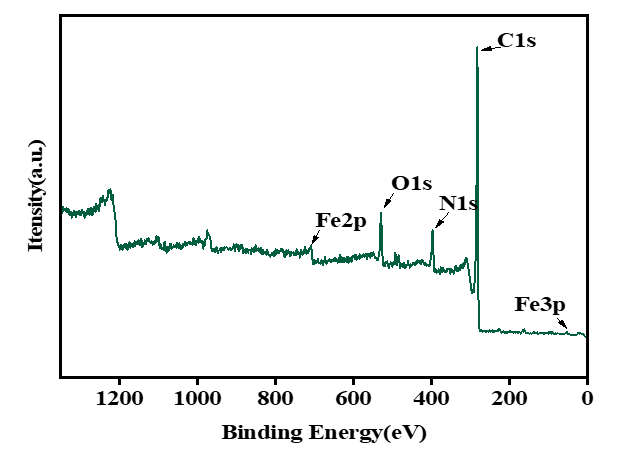 C1s
O1s
N1s
Fe2p
Fe3p
Itensity(a.u.)
1200 1000 800 600 400 200 0
Binding Energy(eV)